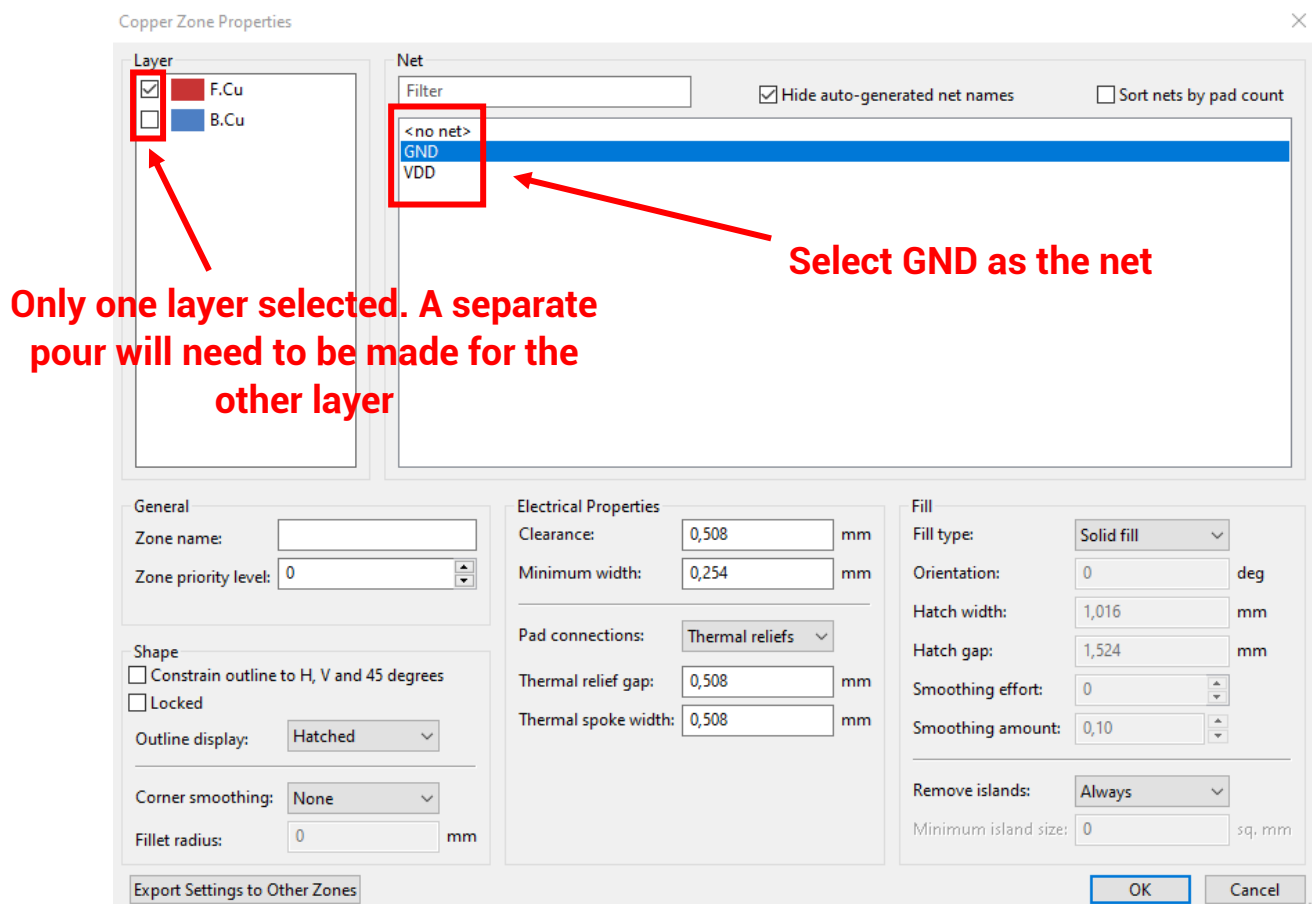 Copper Zone Properties
Layer
F.Cu
B.Cu
Net
Filter
Hide auto-generated net names
Sort nets by pad count
<no net>
GND
VDD
Select GND as the net
Only one layer selected. A separate
pour will need to be made for the
other layer
General
Zone name:
Zone priority level: 0
Shape
Constrain outline to H, V and 45 degrees
Locked
Outline display: Hatched
Corner smoothing: None
Fillet radius: 0 mm
Electrical Properties
Clearance: 0,508 mm
Minimum width: 0,254 mm
Pad connections: Thermal reliefs
Thermal relief gap: 0,508 mm
Thermal spoke width: 0,508 mm
Fill
Fill type: Solid fill
Orientation: 0 deg
Hatch width: 1,016 mm
Hatch gap: 1,524 mm
Smoothing effort: 0
Smoothing amount: 0,10
Remove islands: Always
Minimum island size: 0 sq. mm
Export Settings to Other Zones
OK
Cancel